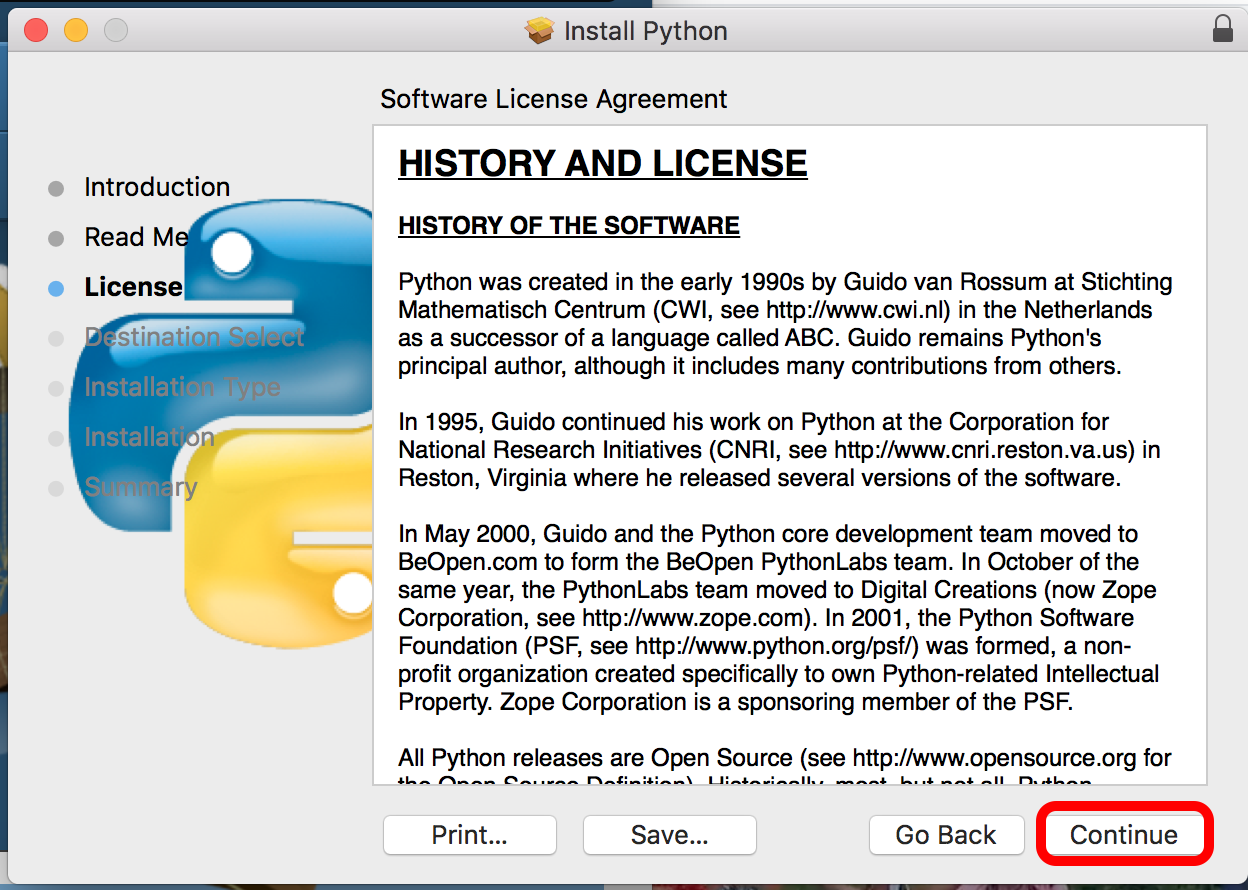 Install Python
Software License Agreement
Introduction
Read Me
License
Destination Select
Installation Type
Installation
Summary
HISTORY AND LICENSE
HISTORY OF THE SOFTWARE
Python was created in the early 1990s by Guido van Rossum at Stichting
Mathematisch Centrum (CWI, see http://www.cwi.nl) in the Netherlands
as a successor of a language called ABC. Guido remains Python's
principal author, although it includes many contributions from others.
In 1995, Guido continued his work on Python at the Corporation for
National Research Initiatives (CNRI, see http://www.cnri.reston.va.us) in
Reston, Virginia where he released several versions of the software.
In May 2000, Guido and the Python core development team moved to
BeOpen.com to form the BeOpen PythonLabs team. In October of the
same year, the PythonLabs team moved to Digital Creations (now Zope
Corporation, see http://www.zope.com). In 2001, the Python Software
Foundation (PSF, see http://www.python.org/psf/) was formed, a non-
profit organization created specifically to own Python-related Intellectual
Property. Zope Corporation is a sponsoring member of the PSF.
All Python releases are Open Source (see http://www.opensource.org for
the Open Source Definition). Historically, most, but not all, Python
Print...
Save...
Go Back
Continue